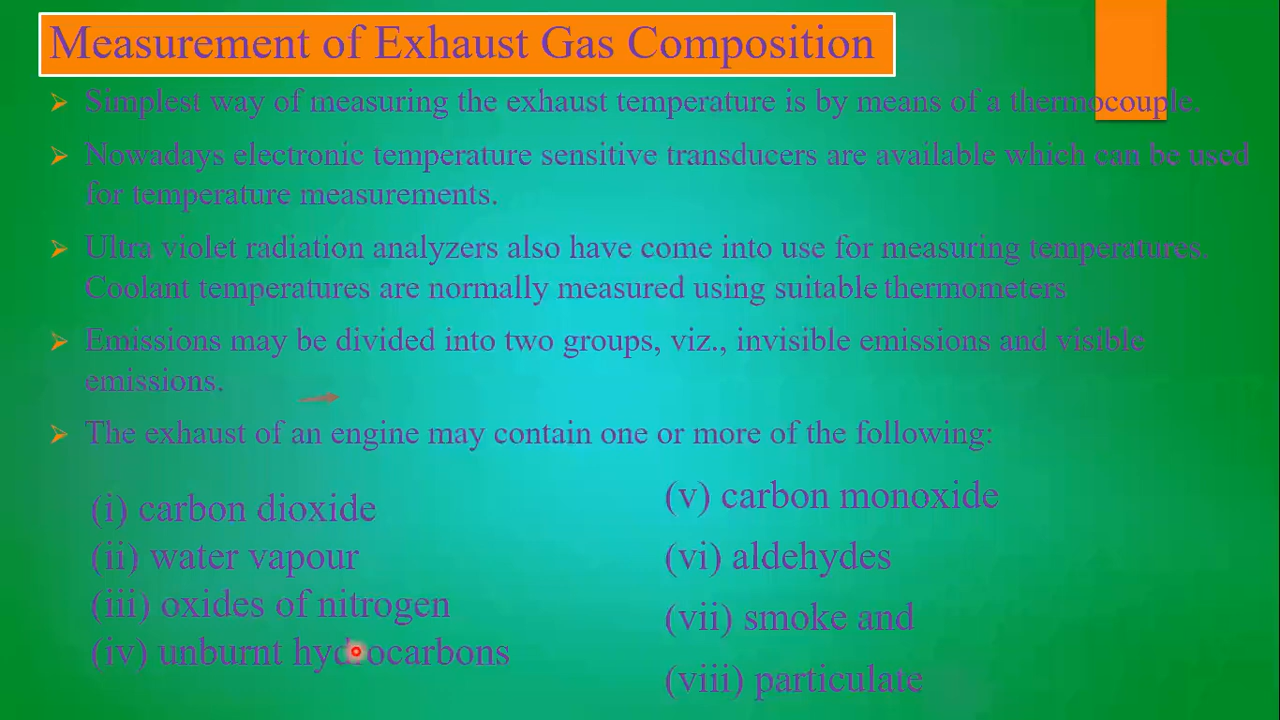 Measurement of Exhaust Gas Composition
Simplest way of measuring the exhaust temperature is by means of a thermocouple.
Nowadays electronic temperature sensitive transducers are available which can be used
for temperature measurements.
Ultra violet radiation analyzers also have come into use for measuring temperatures.
Coolant temperatures are normally measured using suitable thermometers
Emissions may be divided into two groups, viz., invisible emissions and visible
emissions.
The exhaust of an engine may contain one or more of the following:
(i) carbon dioxide
(ii) water vapour
(iii) oxides of nitrogen
(iv) unburnt hydrocarbons
(v) carbon monoxide
(vi) aldehydes
(vii) smoke and
(viii) particulate